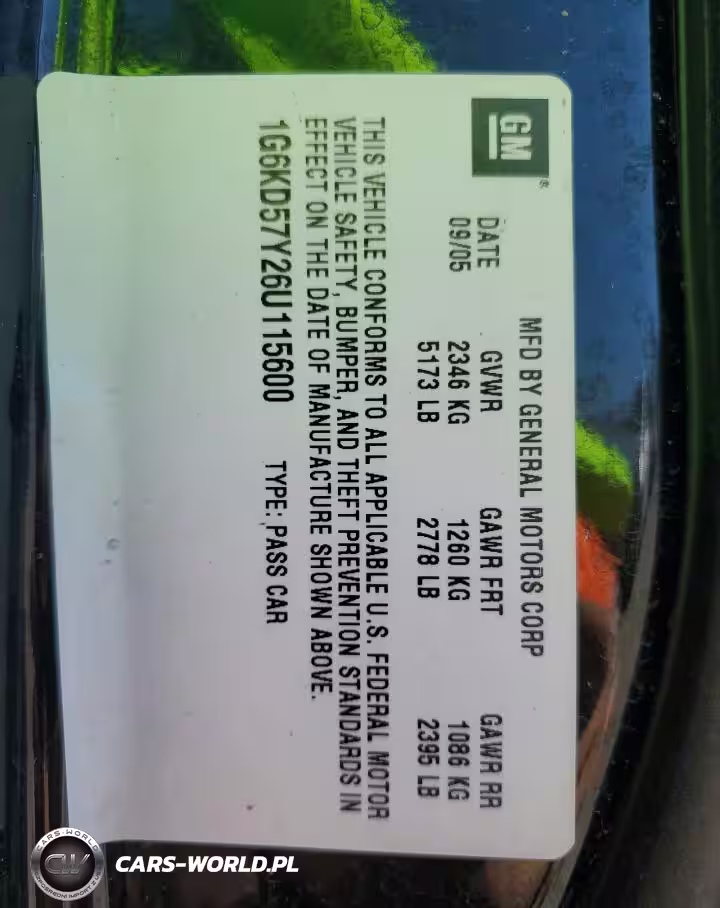 GM®
MFD BY GENERAL MOTORS CORP
DATE GVWR GAWR FRT GAWR RR
09/05 2346 KG 1260 KG 1086 KG
5173 LB 2778 LB 2395 LB
THIS VEHICLE CONFORMS TO ALL APPLICABLE U.S. FEDERAL MOTOR
VEHICLE SAFETY, BUMPER, AND THEFT PREVENTION STANDARDS IN
EFFECT ON THE DATE OF MANUFACTURE SHOWN ABOVE.
1G6KD57Y26U115600 TYPE: PASS CAR
CARS-WORLD
CW
CARS-WORLD.PL